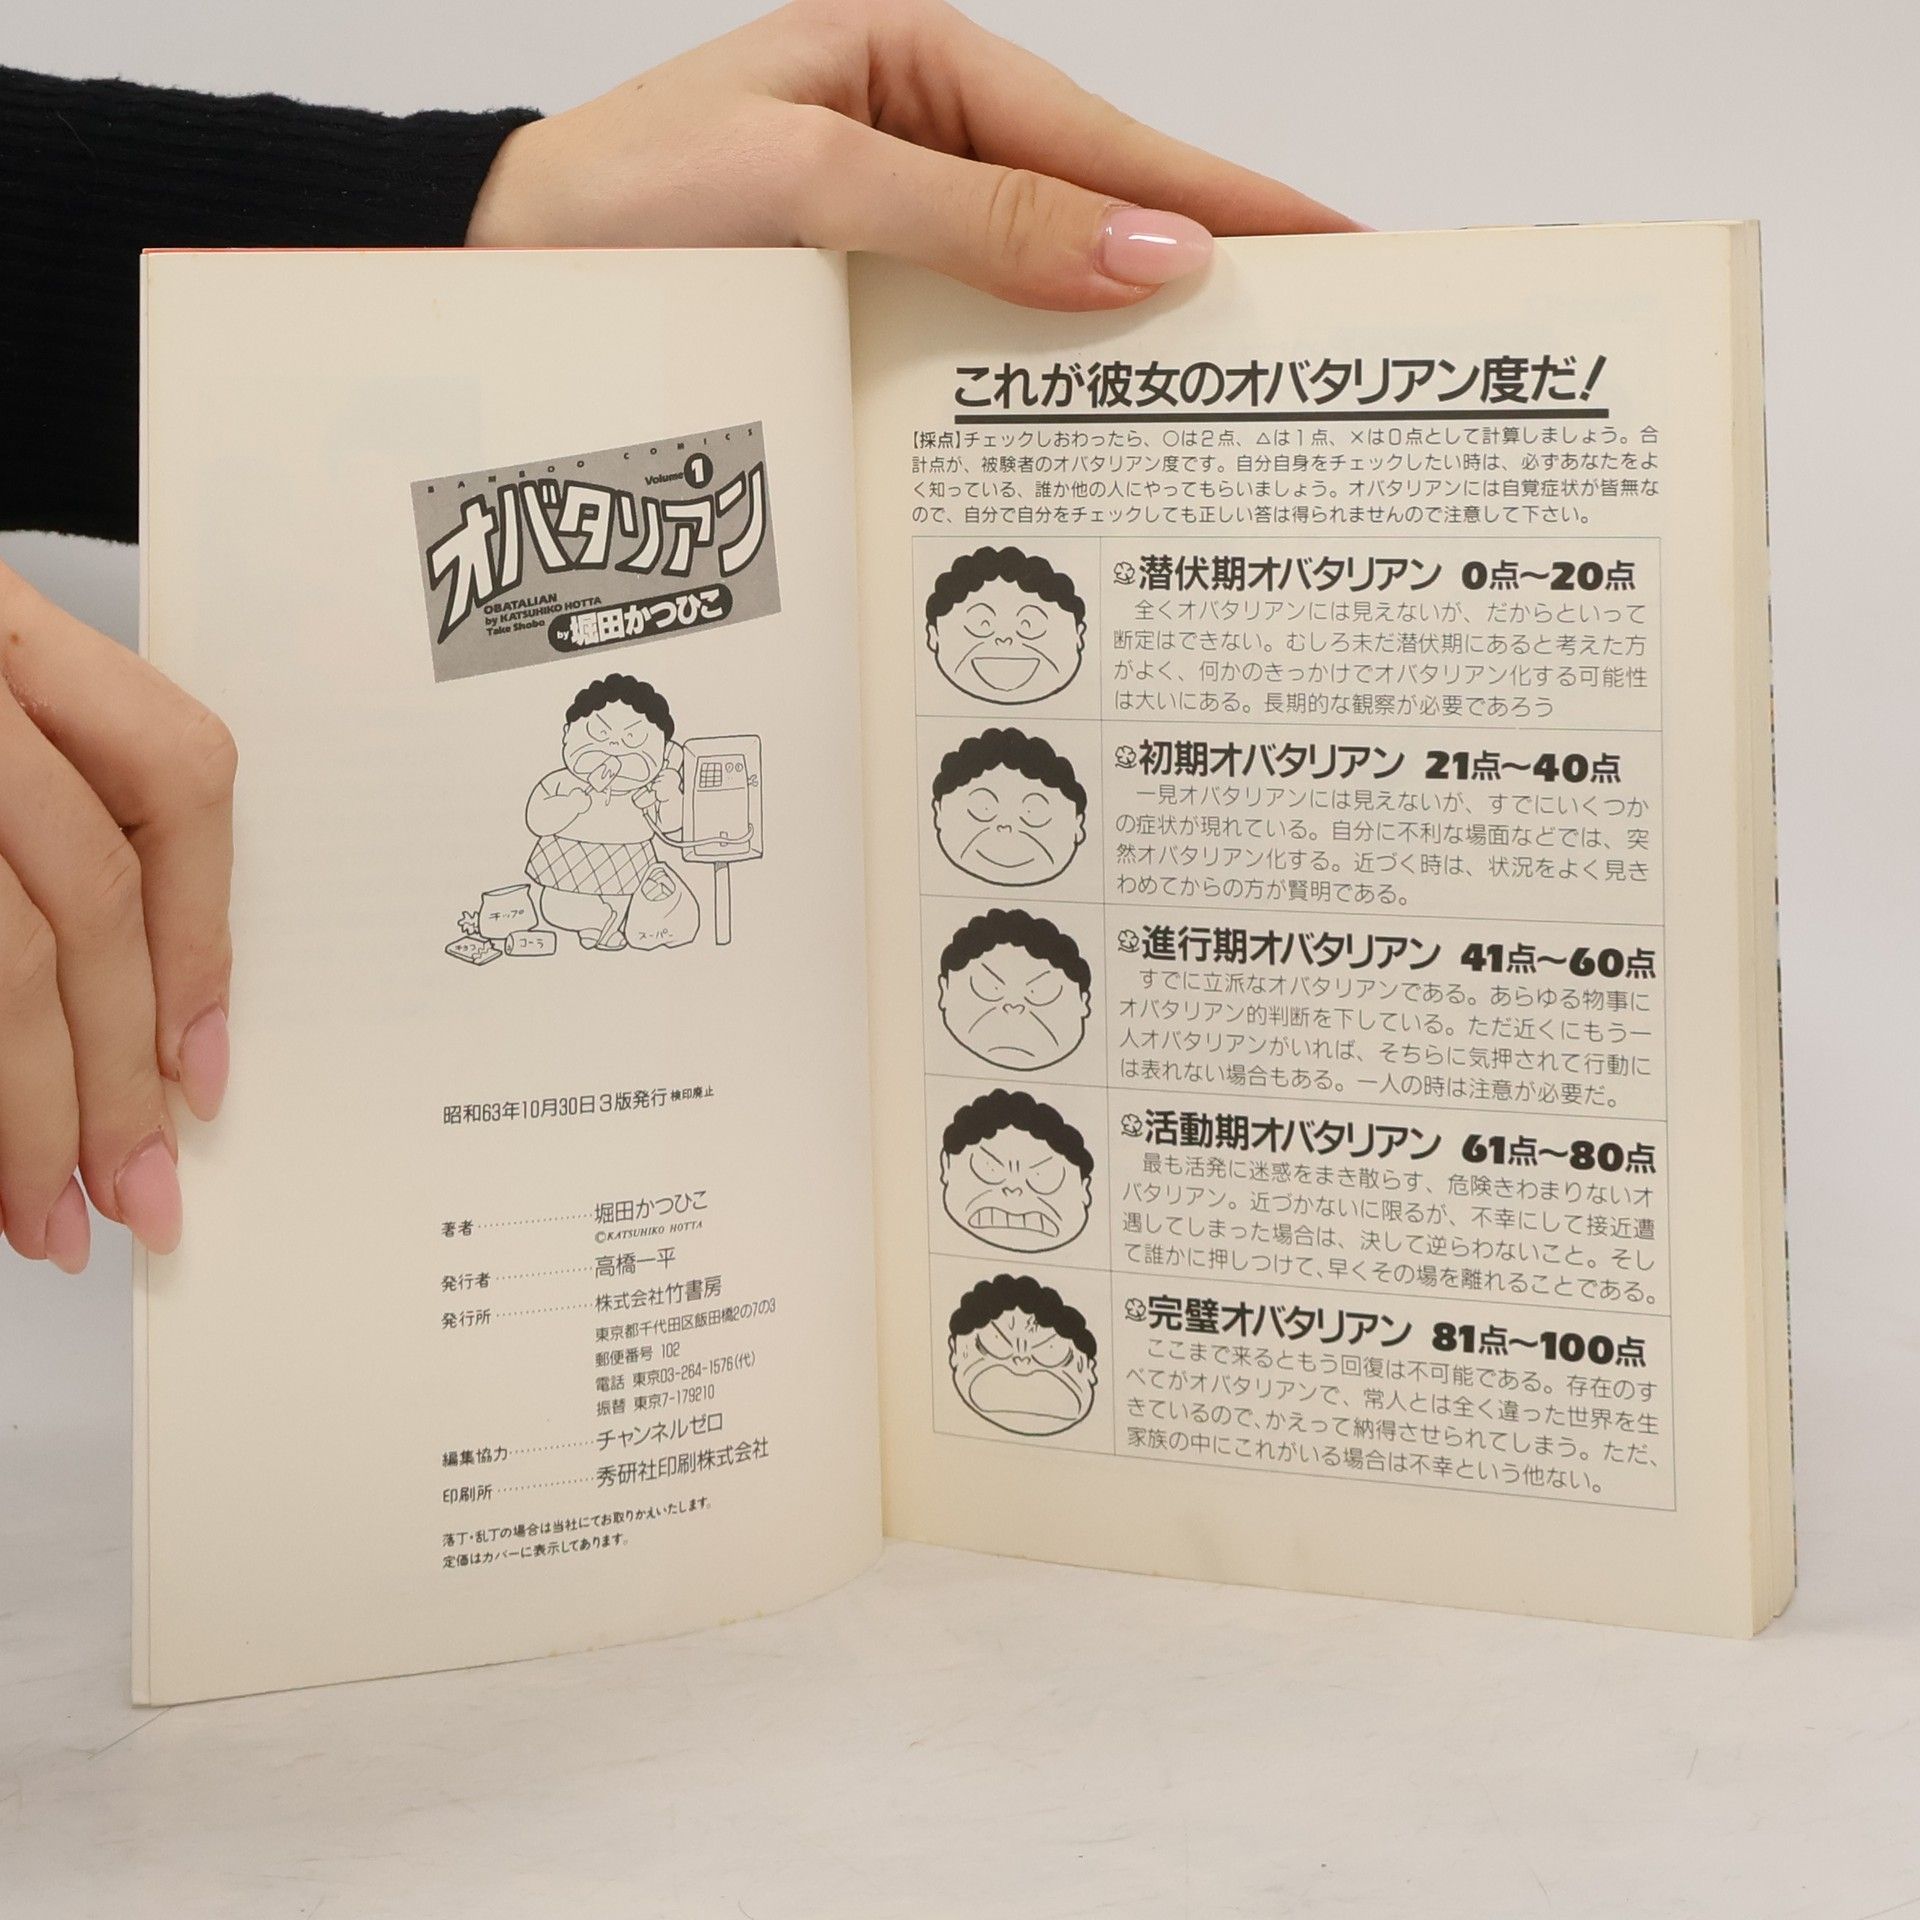 BAMBOO COMICS
Volume 1
オバタリアン
OBATALIAN
by KATSUHIKO HOTTA
Take Shobo
by 堀田かつひこ
チップ
チョコ
コーラ
スーパー
昭和63年10月30日3版発行 検印廃止
著者……………堀田かつひこ
©KATSUHIKO HOTTA
発行者……………高橋一平
発行所……………株式会社竹書房
東京都千代田区飯田橋2の7の3
郵便番号 102
電話 東京03-264-1576(代)
振替 東京7-179210
編集協力……………チャンネルゼロ
印刷所……………秀研社印刷株式会社
落丁・乱丁の場合は当社にてお取りかえいたします。
定価はカバーに表示してあります。
これが彼女のオバタリアン度だ!
【採点】チェックしおわったら、○は2点、△は1点、×は0点として計算しましょう。合
計点が、被験者のオバタリアン度です。自分自身をチェックしたい時は、必ずあなたをよ
く知っている、誰か他の人にやってもらいましょう。オバタリアンには自覚症状が皆無な
ので、自分で自分をチェックしても正しい答は得られませんので注意して下さい。
潜伏期オバタリアン 0点〜20点
全くオバタリアンには見えないが、だからといって
断定はできない。むしろ未だ潜伏期にあると考えた方
がよく、何かのきっかけでオバタリアン化する可能性
は大いにある。長期的な観察が必要であろう
初期オバタリアン 21点〜40点
一見オバタリアンには見えないが、すでにいくつか
の症状が現れている。自分に不利な場面などでは、突
然オバタリアン化する。近づく時は、状況をよく見き
わめてからの方が賢明である。
進行期オバタリアン 41点〜60点
すでに立派なオバタリアンである。あらゆる物事に
オバタリアン的判断を下している。ただ近くにもう一
人オバタリアンがいれば、そちらに気押されて行動に
は表れない場合もある。一人の時は注意が必要だ。
活動期オバタリアン 61点〜80点
最も活発に迷惑をまき散らす、危険きわまりないオ
バタリアン。近づかないに限るが、不幸にして接近遭
遇してしまった場合は、決して逆らわないこと。そし
て誰かに押しつけて、早くその場を離れることである。
完璧オバタリアン 81点〜100点
ここまで来るともう回復は不可能である。存在のす
べてがオバタリアンで、常人とは全く違った世界を生
きているので、かえって納得させられてしまう。ただ、
家族の中にこれがいる場合は不幸という他ない。